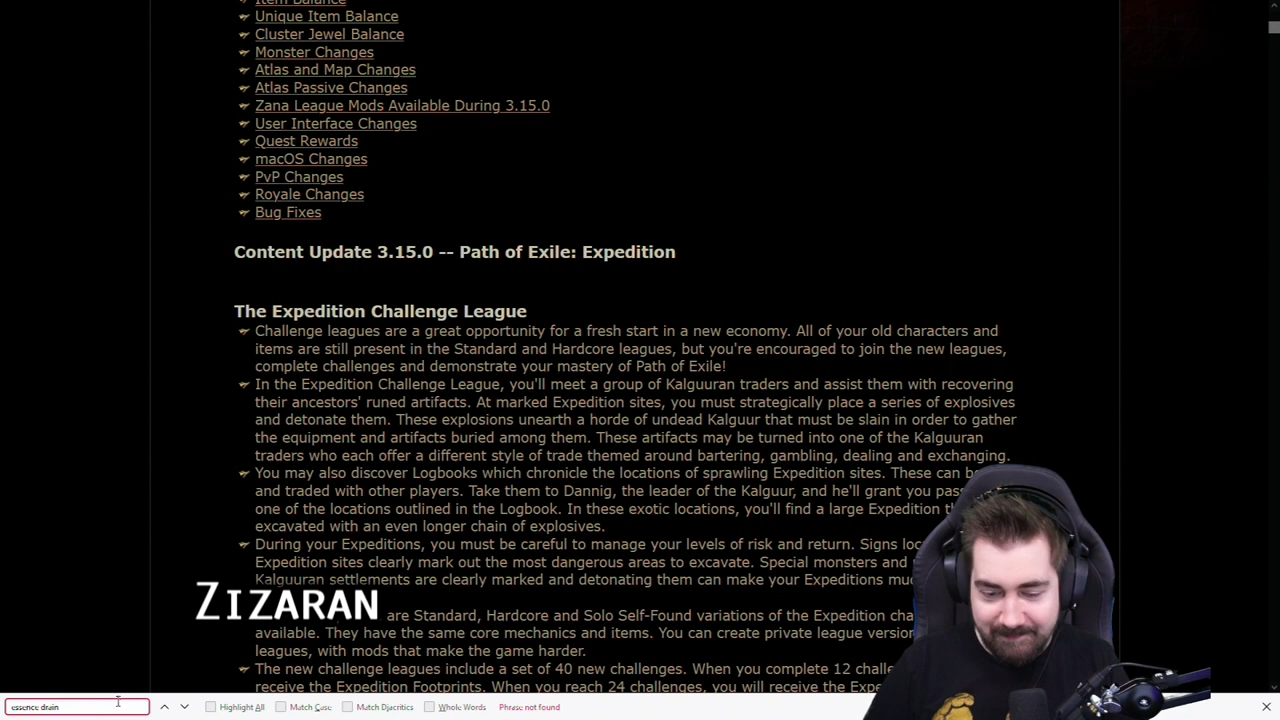 Item Balance
Unique Item Balance
Cluster Jewel Balance
Monster Changes
Atlas and Map Changes
Atlas Passive Changes
Zana League Mods Available During 3.15.0
User Interface Changes
Quest Rewards
macOS Changes
PvP Changes
Royale Changes
Bug Fixes
Content Update 3.15.0 -- Path of Exile: Expedition
The Expedition Challenge League
Challenge leagues are a great opportunity for a fresh start in a new economy. All of your old characters and
items are still present in the Standard and Hardcore leagues, but you're encouraged to join the new leagues,
complete challenges and demonstrate your mastery of Path of Exile!
In the Expedition Challenge League, you'll meet a group of Kalguuran traders and assist them with recovering
their ancestors' runed artifacts. At marked Expedition sites, you must strategically place a series of explosives
and detonate them. These explosions unearth a horde of undead Kalguur that must be slain in order to gather
the equipment and artifacts buried among them. These artifacts may be turned into one of the Kalguuran
traders who each offer a different style of trade themed around bartering, gambling, dealing and exchanging.
You may also discover Logbooks which chronicle the locations of sprawling Expedition sites. These can
and traded with other players. Take them to Dannig, the leader of the Kalguur, and he'll grant you
one of the locations outlined in the Logbook. In these exotic locations, you'll find a large Expedition
excavated with an even longer chain of explosives.
During your Expeditions, you must be careful to manage your levels of risk and return. Signs
Expedition sites clearly mark out the most dangerous areas to excavate. Special monsters and
Kalguuran settlements are clearly marked and detonating them can make your Expeditions
ZIZARAN
are Standard, Hardcore and Solo Self-Found variations of the Expedition
available. They have the same core mechanics and items. You can create private league
leagues, with mods that make the game harder.
The new challenge leagues include a set of 40 new challenges. When you complete 12
receive the Expedition Footprints. When you reach 24 challenges, you will receive the
essence drain Highlight All Match Case Match Diacritics Whole Words Phrase not found